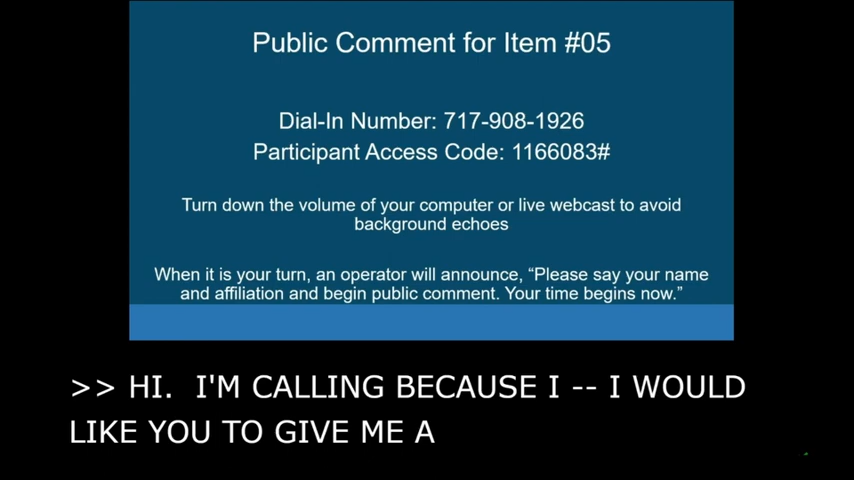 Public Comment for Item #05
Dial-In Number: 717-908-1926
Participant Access Code: 1166083#
Turn down the volume of your computer or live webcast to avoid
background echoes
When it is your turn, an operator will announce, “Please say your name
and affiliation and begin public comment. Your time begins now.”
>> HI.  I'M CALLING BECAUSE I -- I WOULD
LIKE YOU TO GIVE ME A